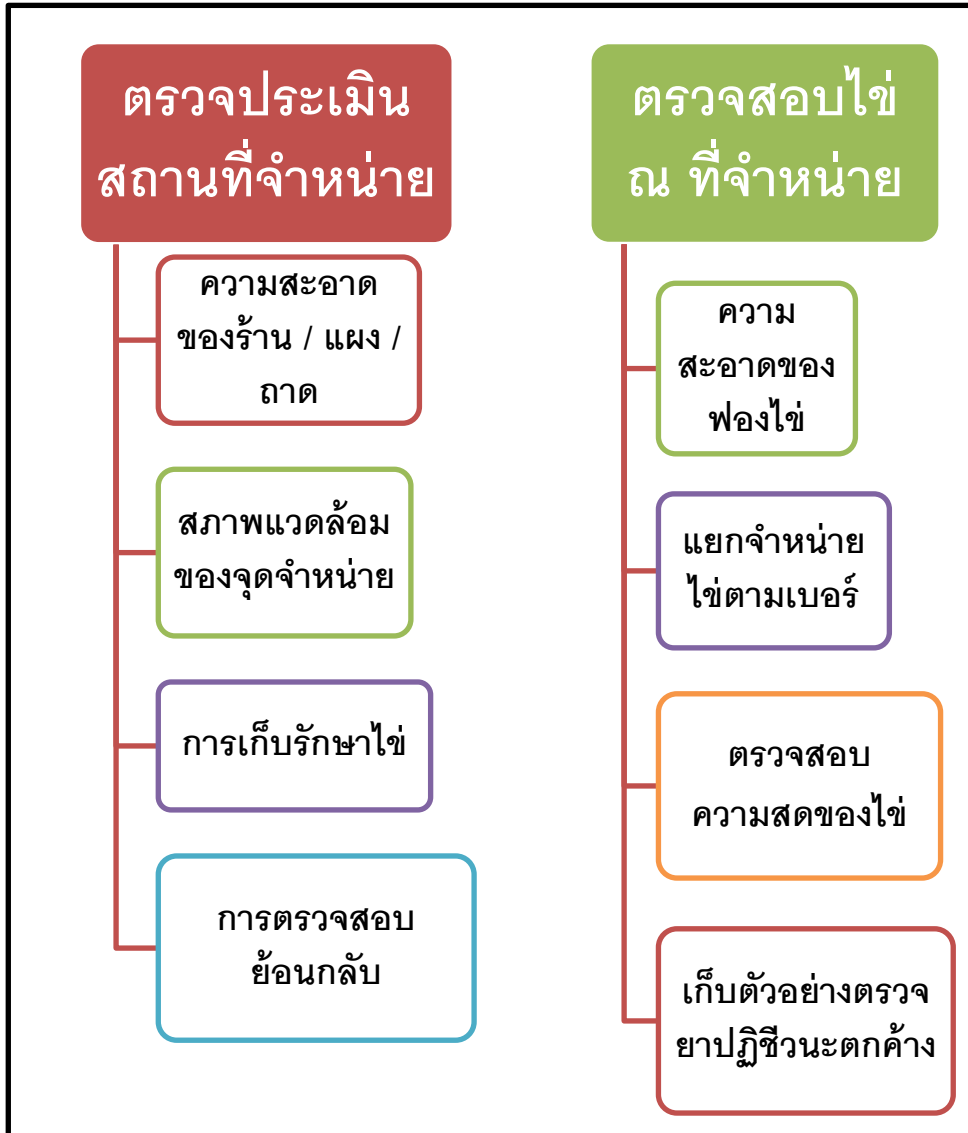 ตรวจประเมิน
สถานที่จำหน่าย
ความสะอาด
ของร้าน / แผง /
ถาด
สภาพแวดล้อม
ของจุดจำหน่าย
การเก็บรักษาไข่
การตรวจสอบ
ย้อนกลับ
ตรวจสอบไข่
ณ ที่จำหน่าย
ความ
สะอาดของ
ฟองไข่
แยกจำหน่าย
ไข่ตามเบอร์
ตรวจสอบ
ความสดของไข่
เก็บตัวอย่างตรวจ
ยาปฏิชีวนะตกค้าง